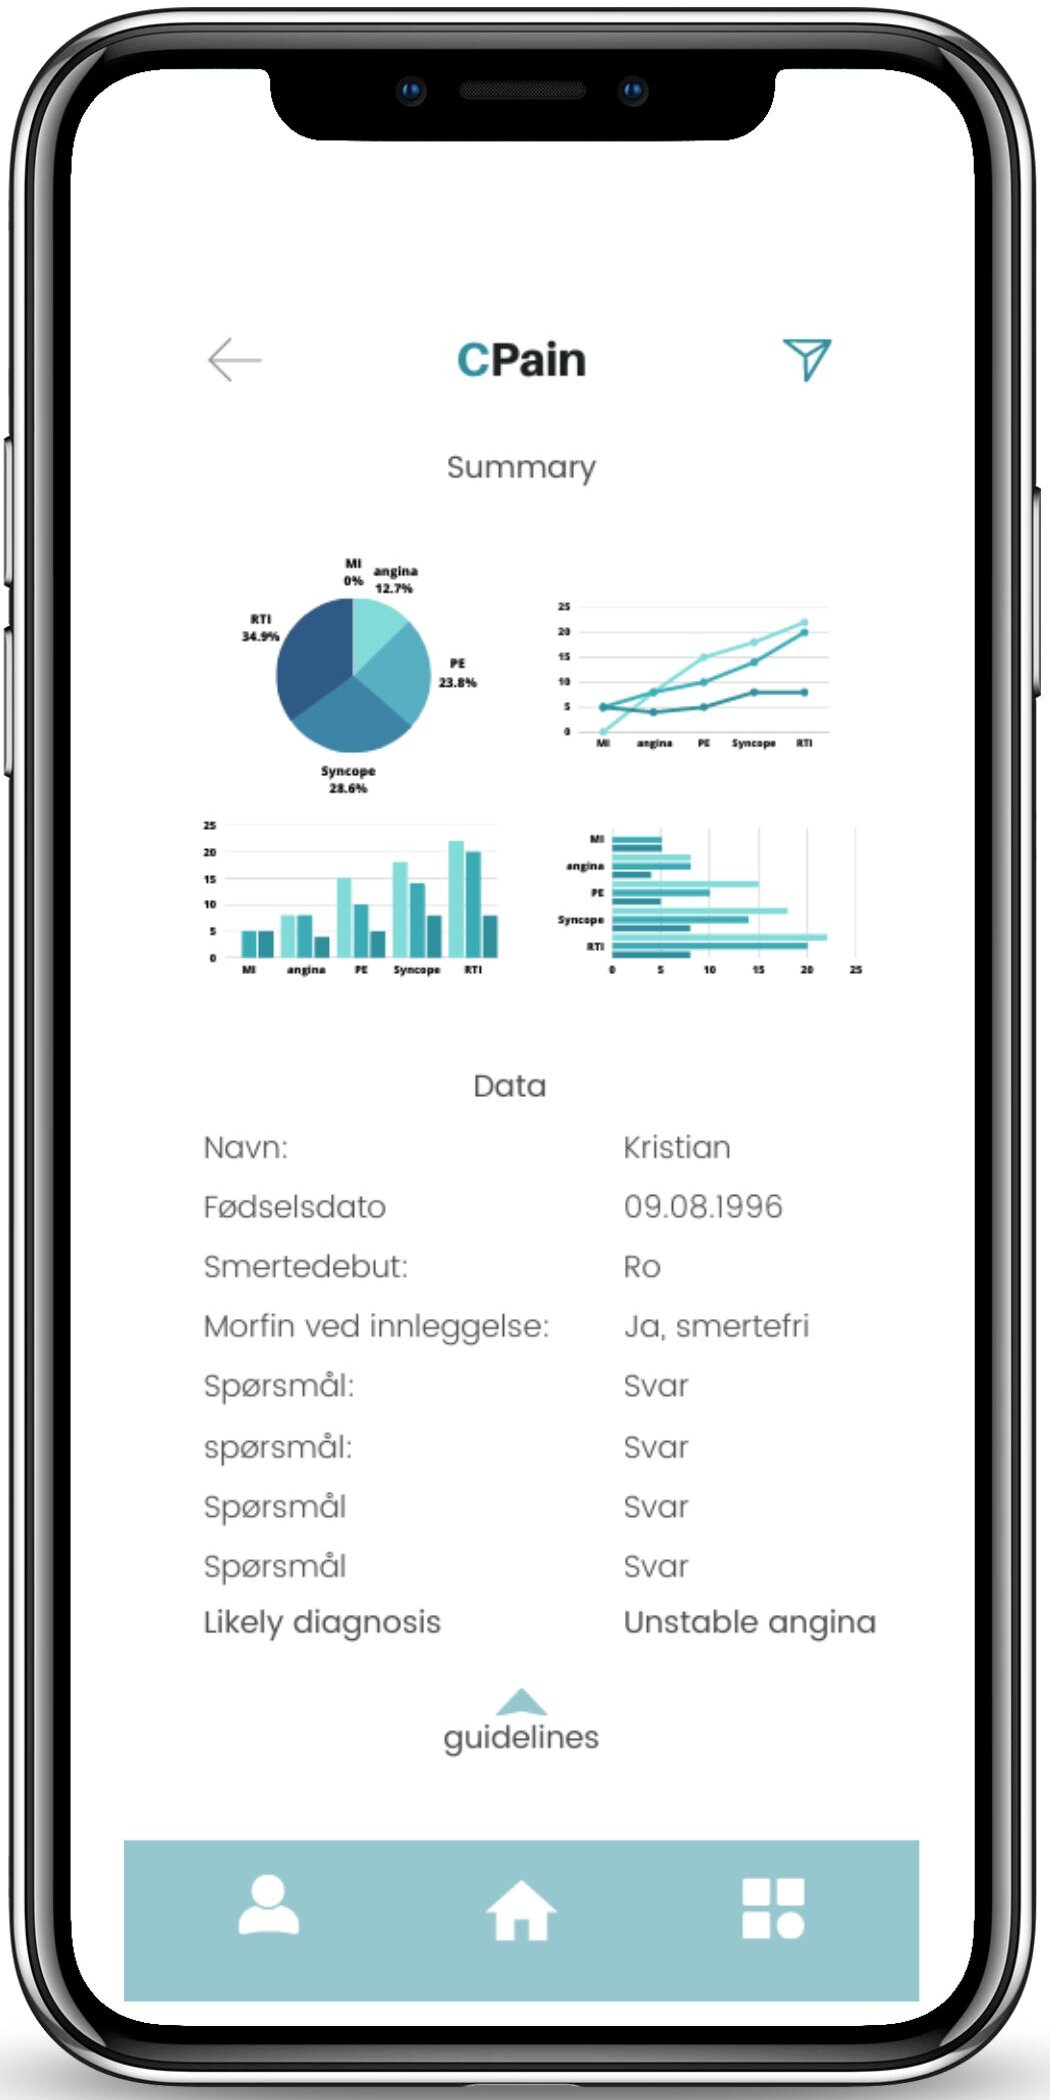 CPain
Summary
MI
0%
angina
12.7%
RTI
34.9%
PE
23.8%
Syncope
28.6%
25
20
15
10
5
0
MI angina PE Syncope RTI
25
20
15
10
5
0
MI angina PE Syncope RTI
MI
angina
PE
Syncope
RTI
0 5 10 15 20 25
Data
Navn: Kristian
Fødselsdato 09.08.1996
Smertedebut: Ro
Morfin ved innleggelse: Ja, smertefri
Spørsmål: Svar
spørsmål: Svar
Spørsmål Svar
Spørsmål Svar
Likely diagnosis Unstable angina
guidelines